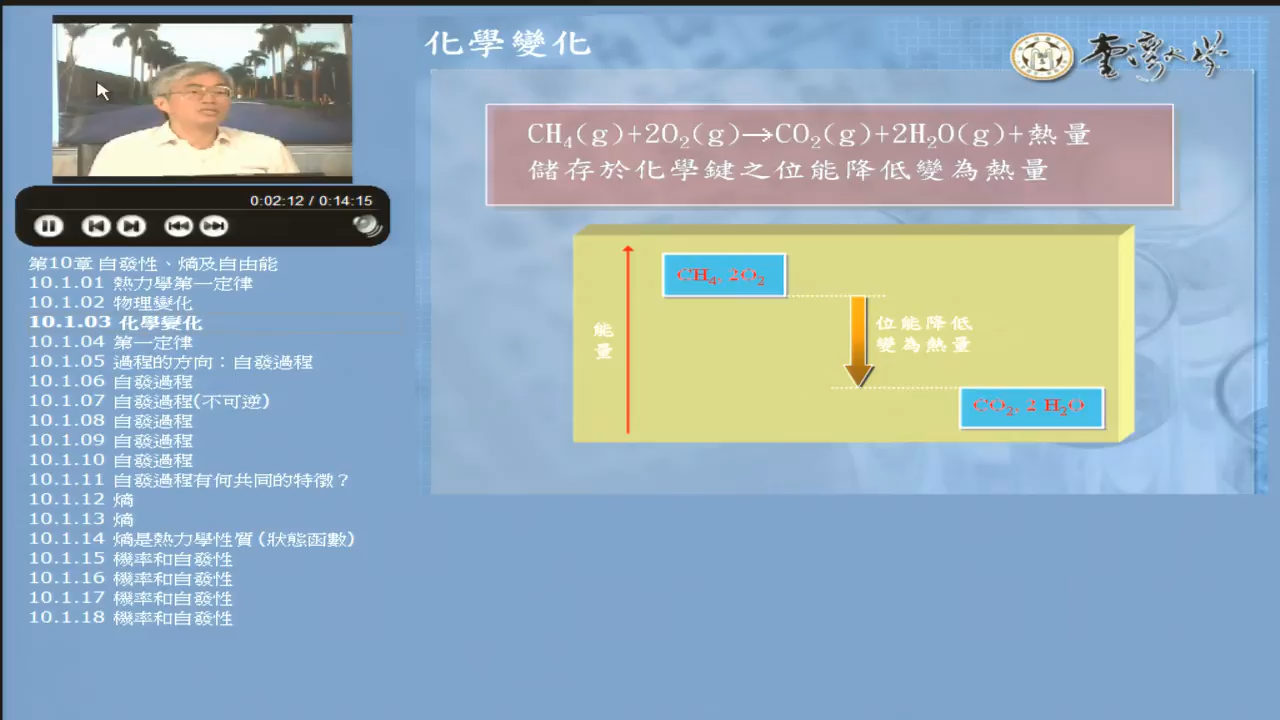 化學變化
臺灣大學
CH₄(g)+2O₂(g)→CO₂(g)+2H₂O(g)+熱量
儲存於化學鍵之位能降低變為熱量
0:02:12 / 0:14:15
第10章 自發性、熵及自由能
10.1.01 熱力學第一定律
10.1.02 物理變化
10.1.03 化學變化
10.1.04 第一定律
10.1.05 過程的方向：自發過程
10.1.06 自發過程
10.1.07 自發過程(不可逆)
10.1.08 自發過程
10.1.09 自發過程
10.1.10 自發過程
10.1.11 自發過程有何共同的特徵？
10.1.12 熵
10.1.13 熵
10.1.14 熵是熱力學性質(狀態函數)
10.1.15 機率和自發性
10.1.16 機率和自發性
10.1.17 機率和自發性
10.1.18 機率和自發性
能量
CH₄, 2O₂
位能降低
變為熱量
CO₂, 2 H₂O